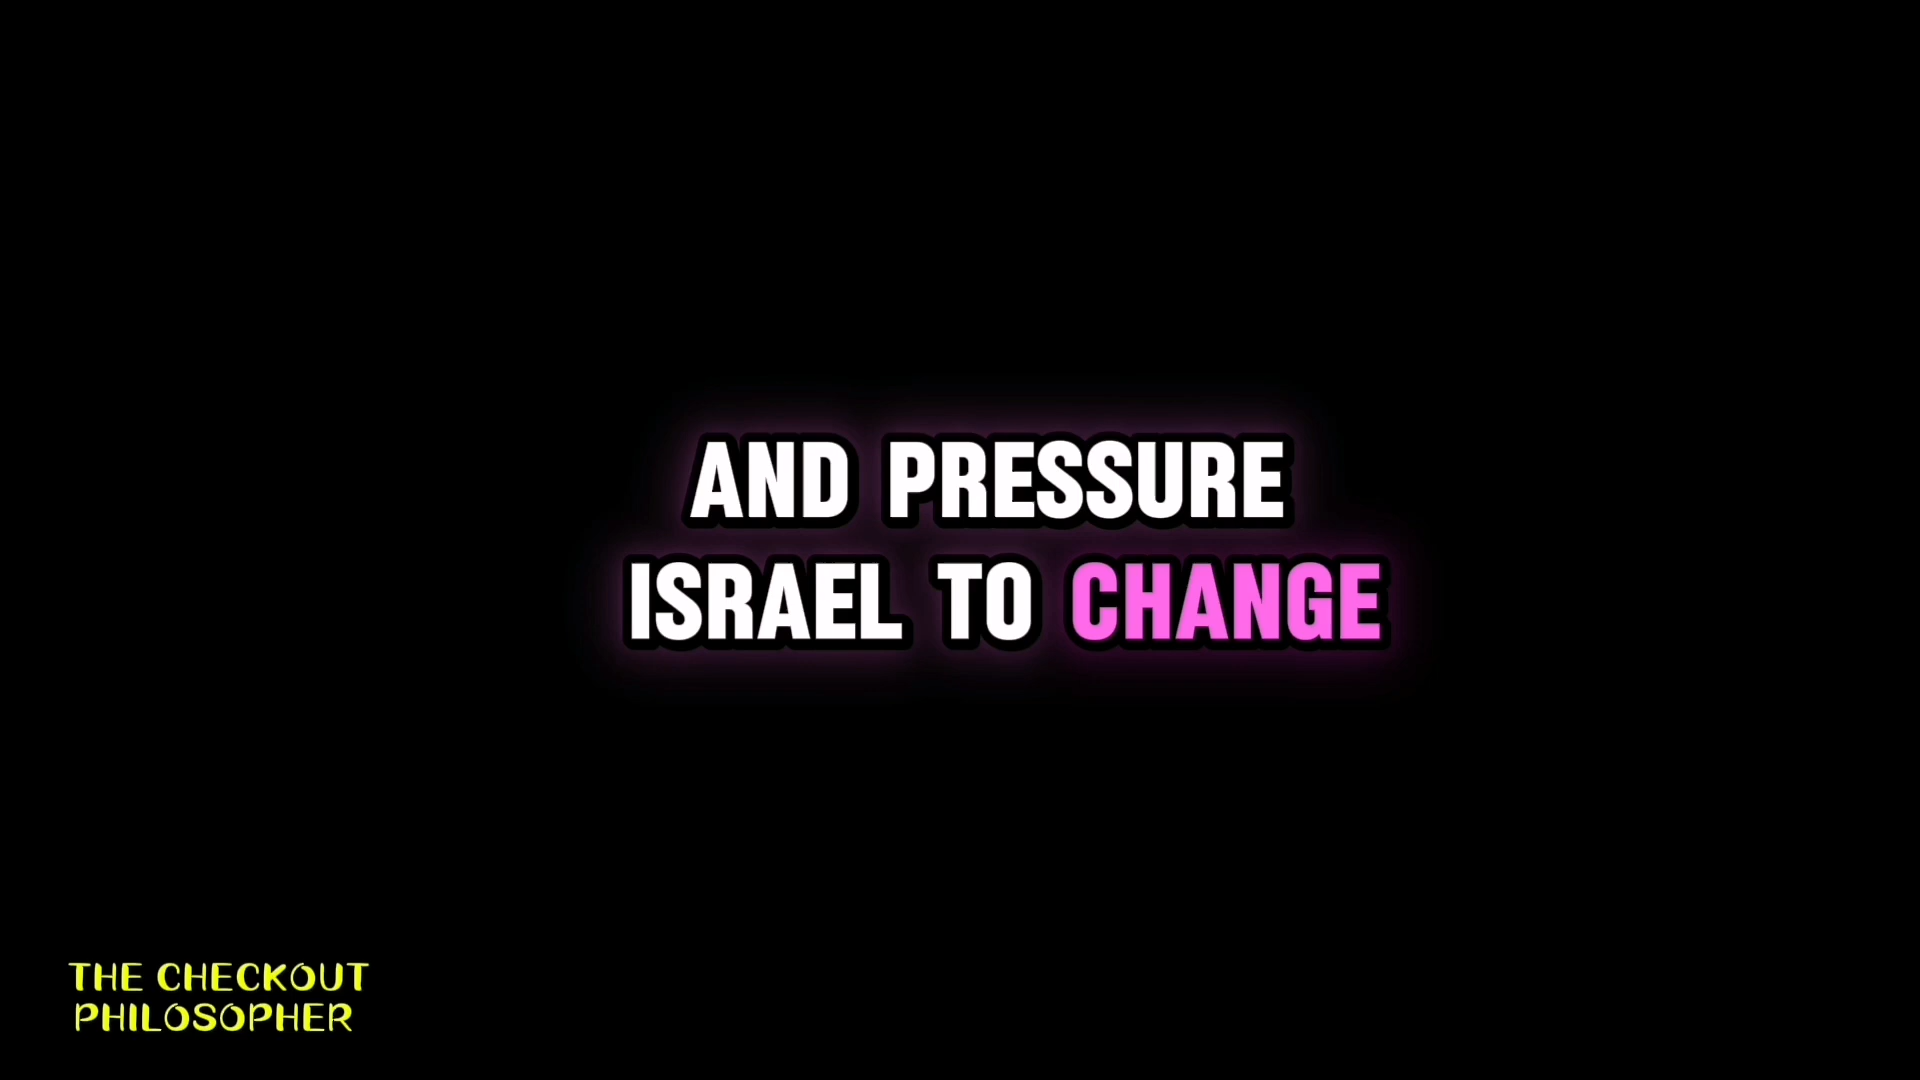 AND PRESSURE
ISRAEL TO CHANGE
THE CHECKOUT
PHILOSOPHER